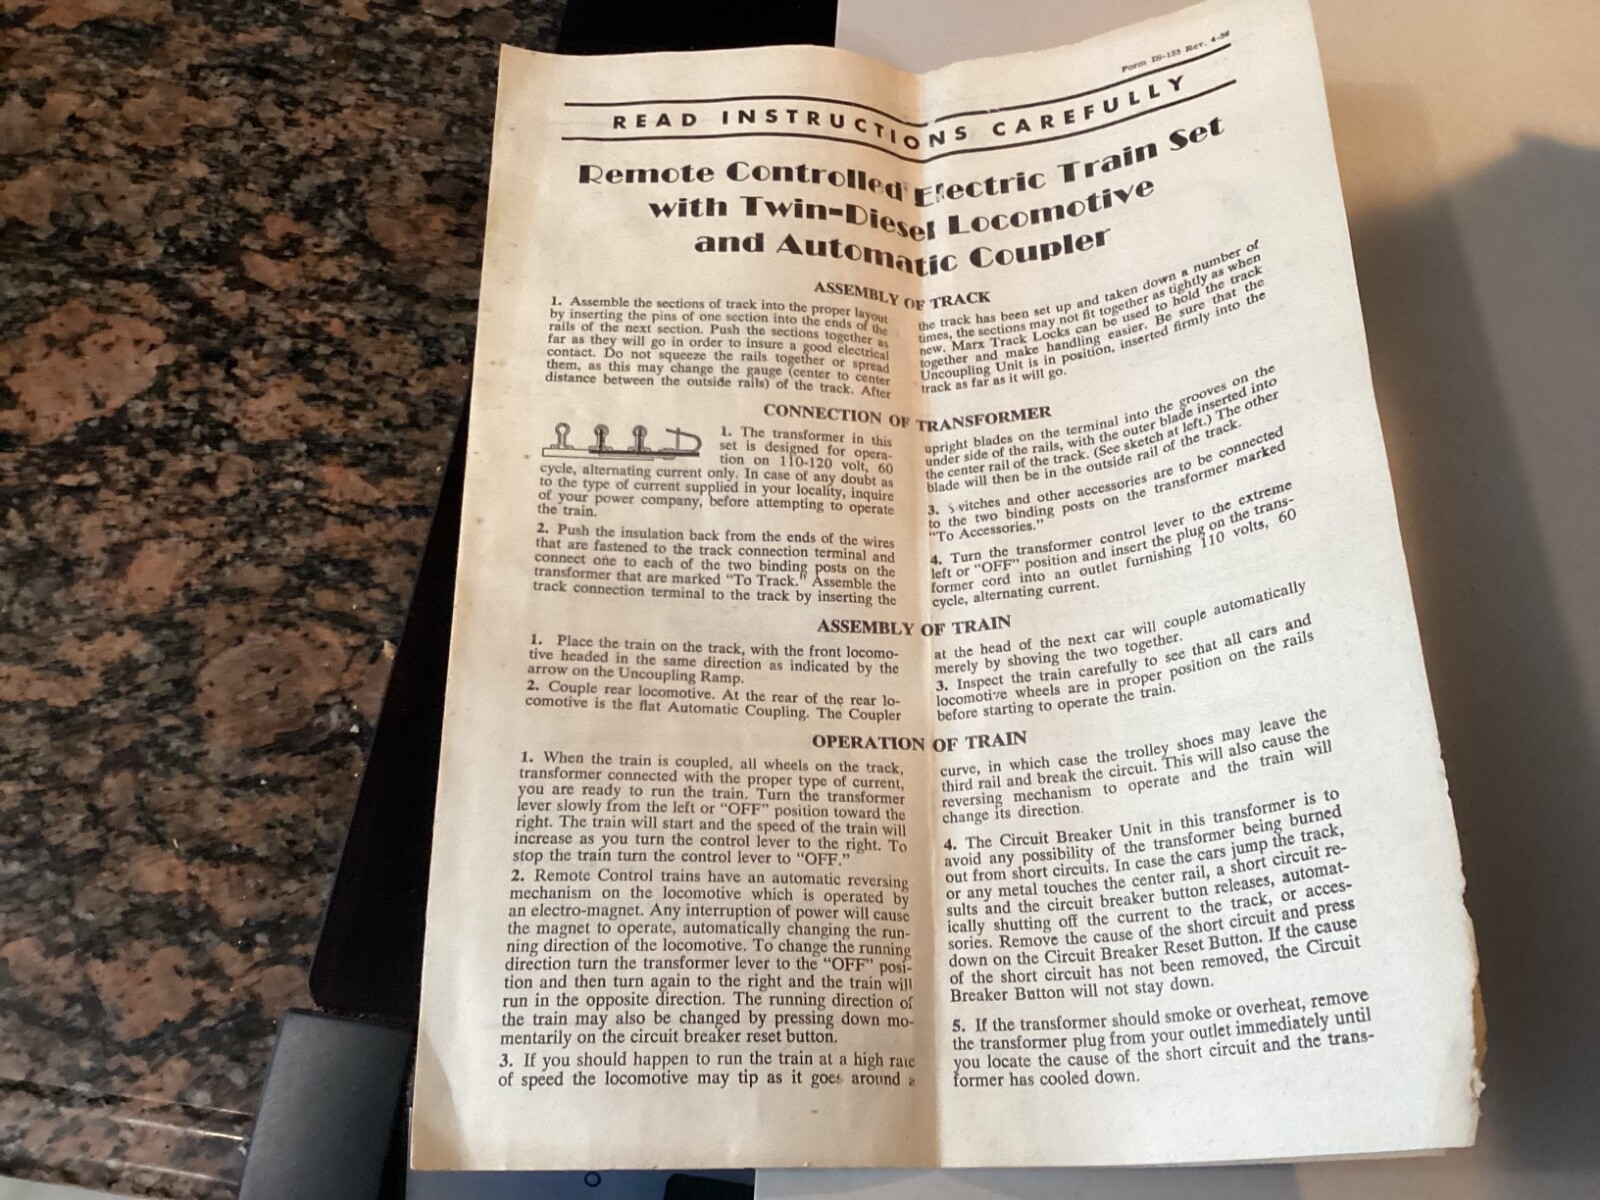 Form IS-153 Rev. 4-56
READ INSTRUCTIONS CAREFULLY
Remote Controlled Electric Train Set
with Twin-Diesel Locomotive
and Automatic Coupler
ASSEMBLY OF TRACK
1. Assemble the sections of track into the proper layout
by inserting the pins of one section into the ends of the
rails of the next section. Push the sections together as
far as they will go in order to insure a good electrical
contact. Do not squeeze the rails together or spread
them, as this may change the gauge (center to center
distance between the outside rails) of the track. After
the track has been set up and taken down a number of
times, the sections may not fit together as tightly as when
new. Marx Track Locks can be used to hold the track
together and make handling easier. Be sure that the
Uncoupling Unit is in position, inserted firmly into the
track as far as it will go.
CONNECTION OF TRANSFORMER
1. The transformer in this
set is designed for opera-
tion on 110-120 volt, 60
cycle, alternating current only. In case of any doubt as
to the type of current supplied in your locality, inquire
of your power company, before attempting to operate
the train.
2. Push the insulation back from the ends of the wires
that are fastened to the track connection terminal and
connect one to each of the two binding posts on the
transformer that are marked “To Track.” Assemble the
track connection terminal to the track by inserting the
upright blades on the terminal into the grooves on the
under side of the rails, with the outer blade inserted into
the center rail of the track. (See sketch at left.) The other
blade will then be in the outside rail of the track.
3. Switches and other accessories are to be connected
to the two binding posts on the transformer marked
“To Accessories.”
4. Turn the transformer control lever to the extreme
left or “OFF” position and insert the plug on the trans-
former cord into an outlet furnishing 110 volts, 60
cycle, alternating current.
ASSEMBLY OF TRAIN
1. Place the train on the track, with the front locomo-
tive headed in the same direction as indicated by the
arrow on the Uncoupling Ramp.
2. Couple rear locomotive. At the rear of the rear lo-
comotive is the flat Automatic Coupling. The Coupler
at the head of the next car will couple automatically
merely by shoving the two together.
3. Inspect the train carefully to see that all cars and
locomotive wheels are in proper position on the rails
before starting to operate the train.
OPERATION OF TRAIN
1. When the train is coupled, all wheels on the track,
transformer connected with the proper type of current,
you are ready to run the train. Turn the transformer
lever slowly from the left or “OFF” position toward the
right. The train will start and the speed of the train will
increase as you turn the control lever to the right. To
stop the train turn the control lever to “OFF.”
2. Remote Control trains have an automatic reversing
mechanism on the locomotive which is operated by
an electro-magnet. Any interruption of power will cause
the magnet to operate, automatically changing the run-
ning direction of the locomotive. To change the running
direction turn the transformer lever to the “OFF” posi-
tion and then turn again to the right and the train will
run in the opposite direction. The running direction of
the train may also be changed by pressing down mo-
mentarily on the circuit breaker reset button.
3. If you should happen to run the train at a high rate
of speed the locomotive may tip as it goes around a
curve, in which case the trolley shoes may leave the
third rail and break the circuit. This will also cause the
reversing mechanism to operate and the train will
change its direction.
4. The Circuit Breaker Unit in this transformer is to
avoid any possibility of the transformer being burned
out from short circuits. In case the cars jump the track,
or any metal touches the center rail, a short circuit re-
sults and the circuit breaker button releases, automat-
ically shutting off the current to the track, or acces-
sories. Remove the cause of the short circuit and press
down on the Circuit Breaker Reset Button. If the cause
of the short circuit has not been removed, the Circuit
Breaker Button will not stay down.
5. If the transformer should smoke or overheat, remove
the transformer plug from your outlet immediately until
you locate the cause of the short circuit and the trans-
former has cooled down.